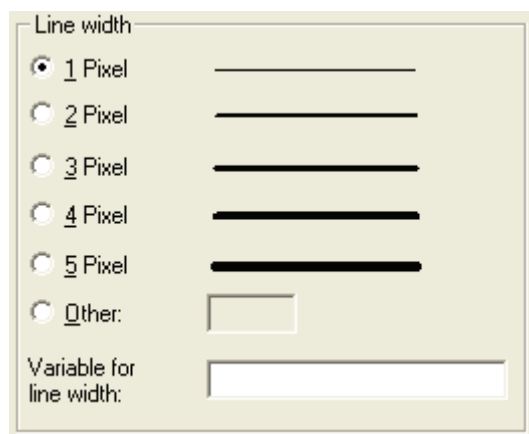 Line width
1 Pixel
2 Pixel
3 Pixel
4 Pixel
5 Pixel
Other:
Variable for
line width: